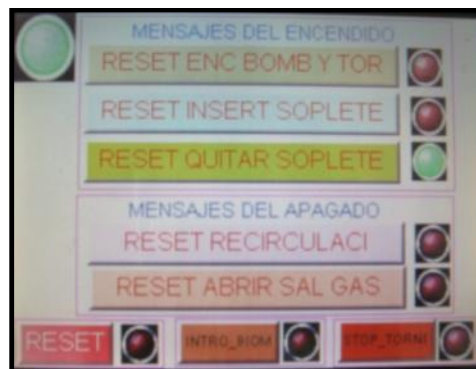 MENSAJES DEL ENCENDIDO
RESET ENC BOMB Y TOR
RESET INSERT SOPLETE
RESET QUITAR SOPLETE
MENSAJES DEL APAGADO
RESET RECIRCULACI
RESET ABRIR SAL GAS
RESET INTRO_BIOM STOP_TORNI